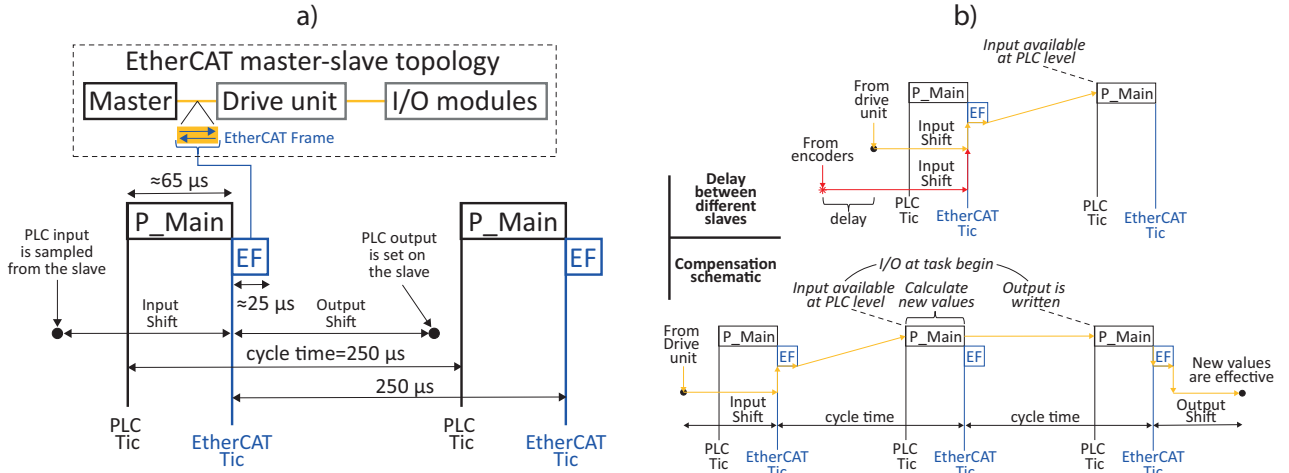 a)
EtherCAT master-slave topology
Master
Drive unit
I/O modules
EtherCAT Frame
≈65 μs
P_Main
P_Main
EF
EF
PLC input
is sampled
from the slave
PLC output
is set on
the slave
≈25 μs
Input
Shift
Output
Shift
cycle time=250 μs
250 μs
PLC
Tic
EtherCAT
Tic
PLC
Tic
EtherCAT
Tic
b)
Input available
at PLC level
From
drive
unit
P_Main
EF
P_Main
From
encoders
Input
Shift
Input
Shift
delay
PLC
Tic
EtherCAT
Tic
PLC
Tic
EtherCAT
Tic
Delay
between
different
slaves
Compensation
schematic
I/O at task begin
Input available
at PLC level
Calculate
new values
Output is
written
From
Drive
unit
P_Main
EF
P_Main
EF
P_Main
EF
New values
are effective
Input
Shift
cycle time
cycle time
Output
Shift
PLC
Tic
EtherCAT
Tic
PLC
Tic
EtherCAT
Tic
PLC
Tic
EtherCAT
Tic